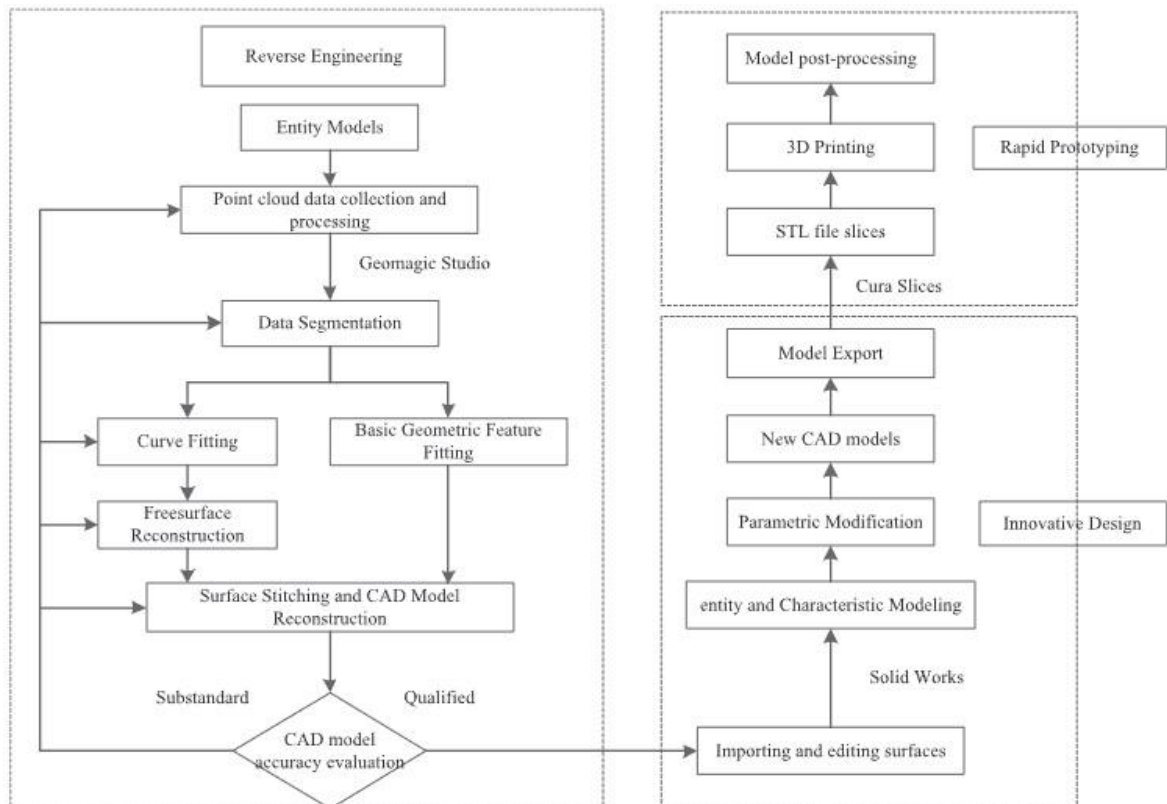 Reverse Engineering
Entity Models
Point cloud data collection and
processing
Geomagic Studio
Data Segmentation
Curve Fitting
Basic Geometric Feature
Fitting
Freesurface
Reconstruction
Surface Stitching and CAD Model
Reconstruction
Substandard
Qualified
CAD model
accuracy evaluation
Model post-processing
3D Printing
Rapid Prototyping
STL file slices
Cura Slices
Model Export
New CAD models
Parametric Modification
Innovative Design
entity and Characteristic Modeling
Solid Works
Importing and editing surfaces